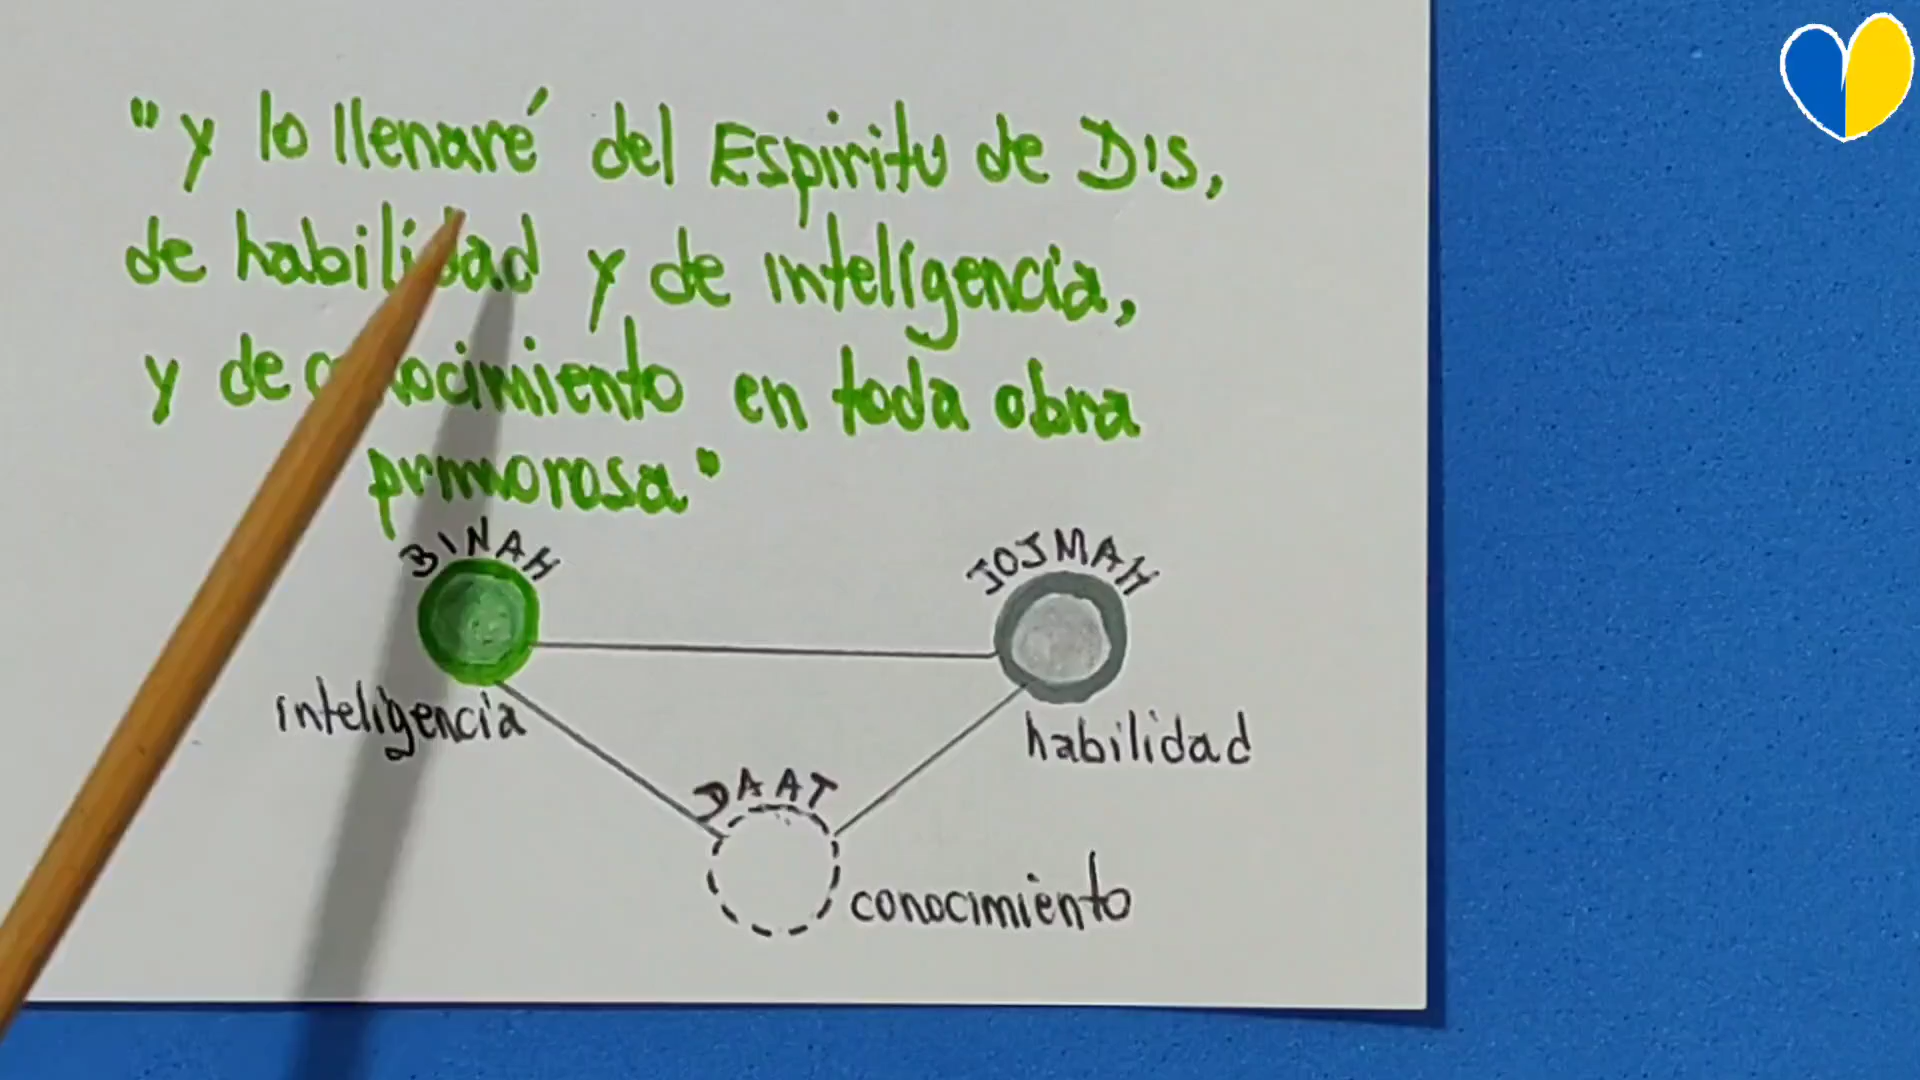 "y lo llenaré del Espiritu de D'S,
de habilidad y de inteligencia,
y de conocimiento en toda obra
primorosa"
BINAH
JOJMAH
inteligencia
habilidad
DAAT
conocimiento